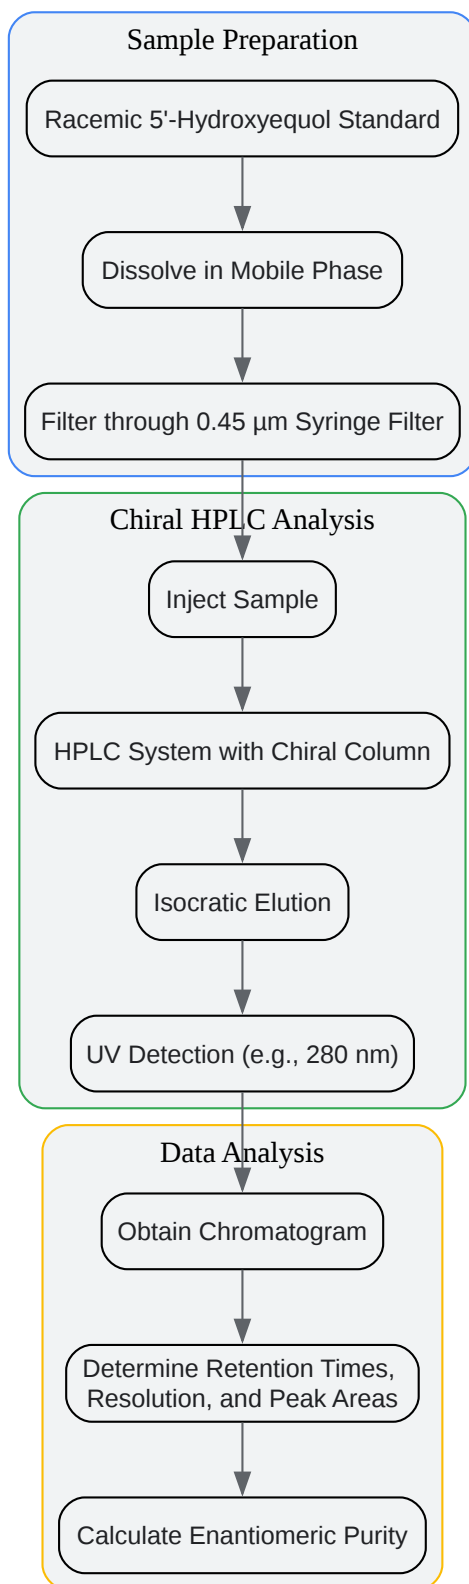 Sample Preparation
Racemic 5'-Hydroxyequol Standard
Dissolve in Mobile Phase
Filter through 0.45 µm Syringe Filter
Chiral HPLC Analysis
Inject Sample
HPLC System with Chiral Column
Isocratic Elution
UV Detection (e.g., 280 nm)
Data Analysis
Obtain Chromatogram
Determine Retention Times,
Resolution, and Peak Areas
Calculate Enantiomeric Purity